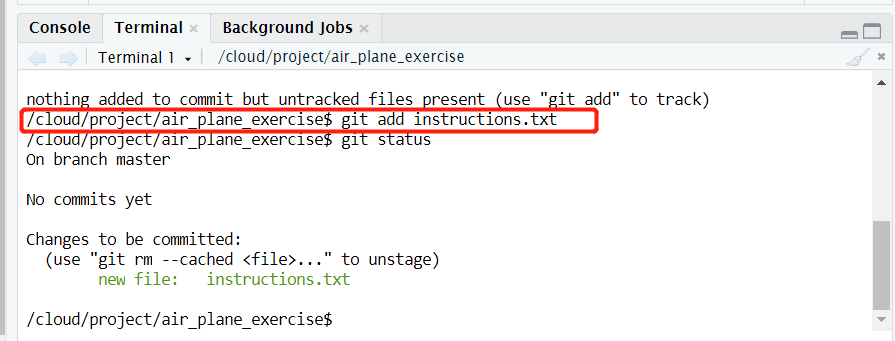 Console Terminal Background Jobs
Terminal 1 /cloud/project/air_plane_exercise
nothing added to commit but untracked files present (use "git add" to track)
/cloud/project/air_plane_exercise$ git add instructions.txt
/cloud/project/air_plane_exercise$ git status
On branch master
No commits yet
Changes to be committed:
(use "git rm --cached <file>..." to unstage)
new file: instructions.txt
/cloud/project/air_plane_exercise$